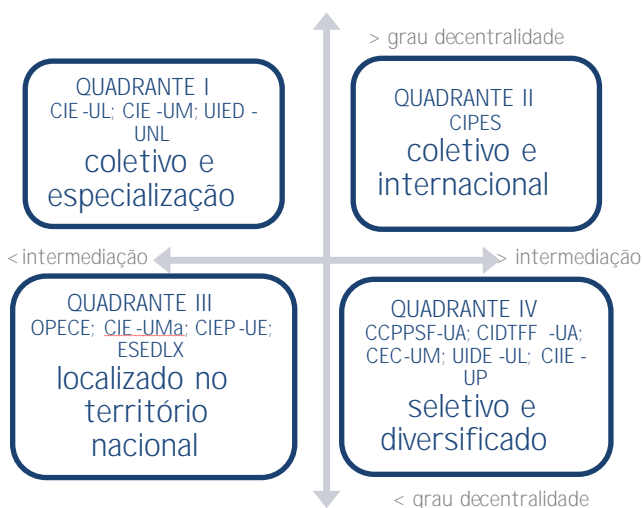 > grau decentralidade
QUADRANTE I
CIE -UL; CIE -UM; UIED -
UNL
coletivo e
especialização
QUADRANTE II
CIPES
coletivo e
internacional
< intermediação
> intermediação
QUADRANTE III
OPECE; CIE -UMa; CIEP -UE;
ESEDLX
localizado no
território
nacional
QUADRANTE IV
CCPPSF-UA; CIDTFF -UA;
CEC-UM; UIDE -UL; CIIE -
UP
seletivo e
diversificado
< grau decentralidade